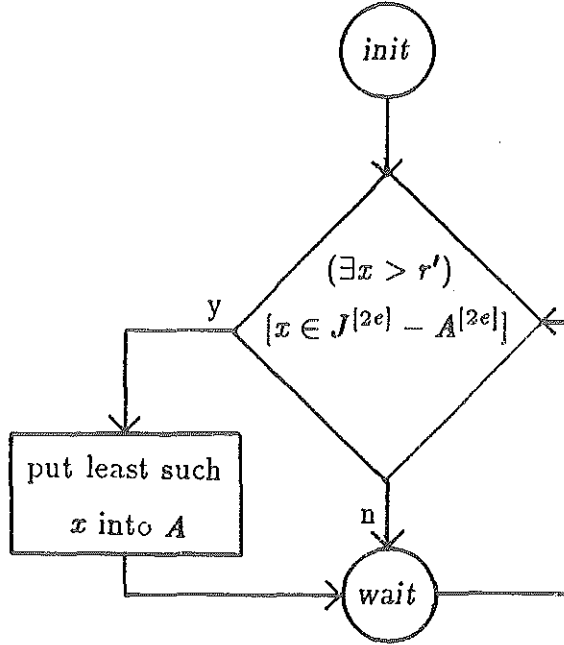 init
(∃x > r′)
[x ∈ J^[2e] − A^[2e]]
y
put least such
x into A
n
wait